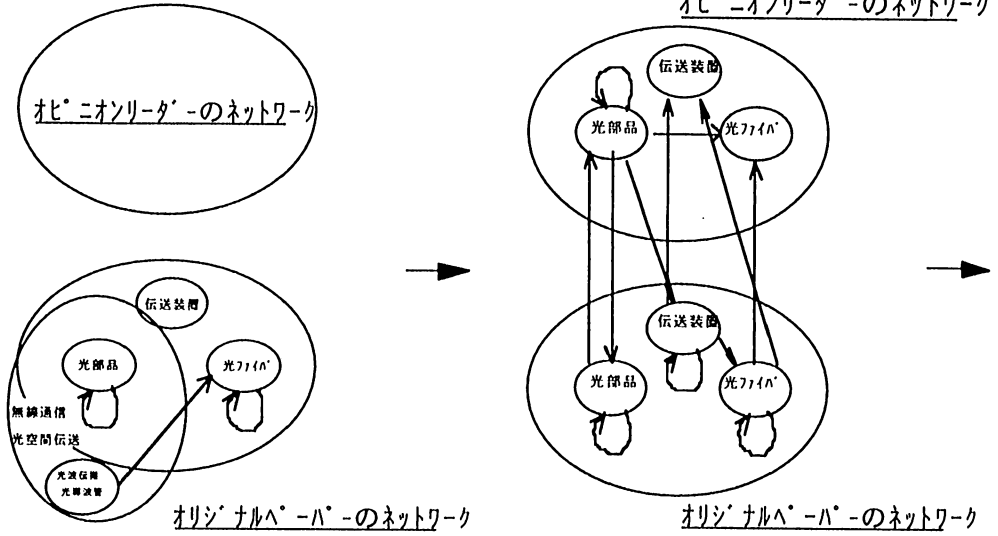 オピニオンリーダーのネットワーク
伝送装置
光部品
光ファイバ
無線通信
光空間伝送
光導波管
オリジナルペーパーのネットワーク
オピニオンリーダーのネットワーク
伝送装置
光部品
光ファイバ
伝送装置
光部品
光ファイバ
オリジナルペーパーのネットワーク